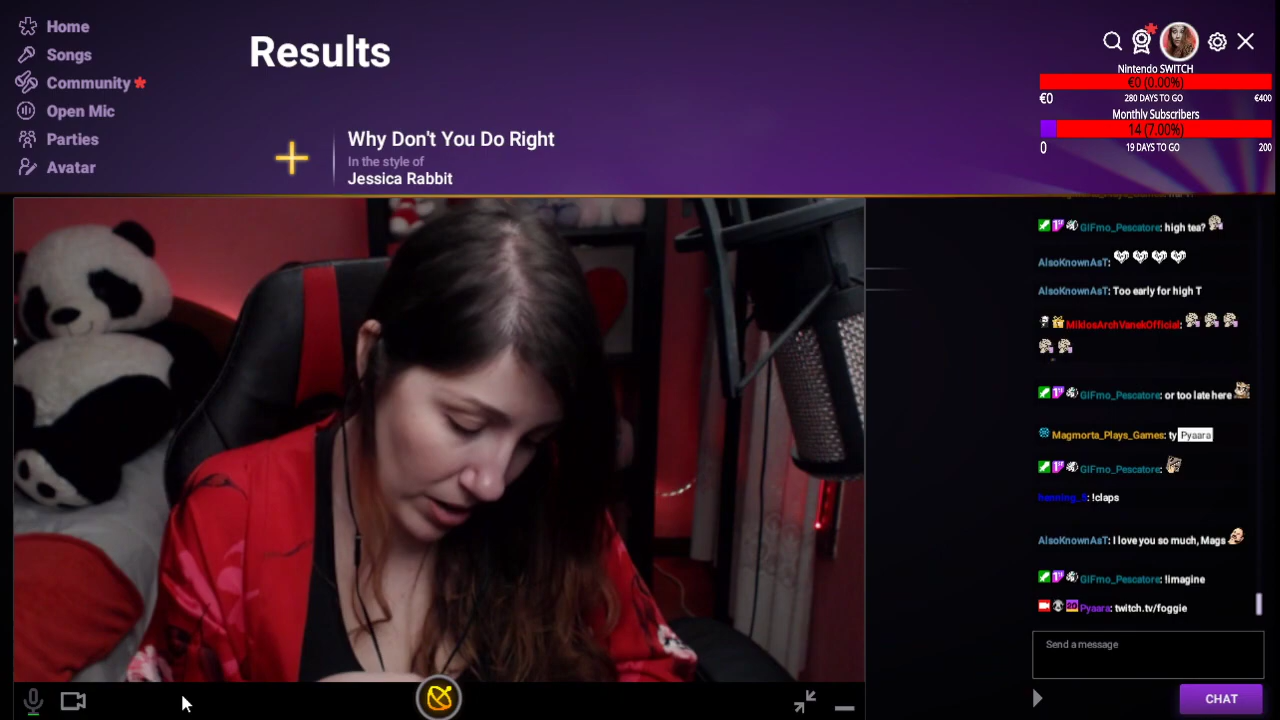 Home
Songs
Community
Open Mic
Parties
Avatar
Results
Why Don't You Do Right
In the style of
Jessica Rabbit
Nintendo SWITCH
€0 (0.00%)
€0 280 DAYS TO GO €400
Monthly Subscribers
14 (7.00%)
0 19 DAYS TO GO 200
GIFmo_Pescatore: high tea?
AlsoKnownAsT:
AlsoKnownAsT: Too early for high T
MiklosArchVanekOfficial:
GIFmo_Pescatore: or too late here
Magmorta_Plays_Games: ty Pyaara
GIFmo_Pescatore:
: !claps
AlsoKnownAsT: I love you so much, Mags
GIFmo_Pescatore: !imagine
Pyaara: twitch.tv/foggie
Send a message
CHAT